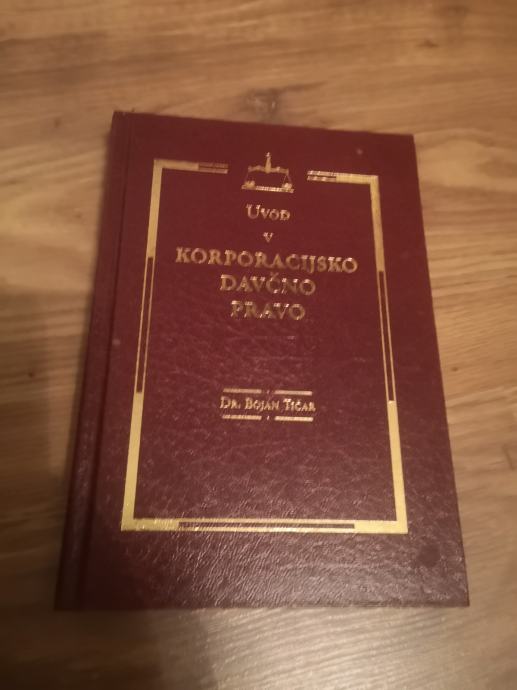 UVOD
V
KORPORACIJSKO
DAVČNO
PRAVO
DR. BOJAN TIČAR